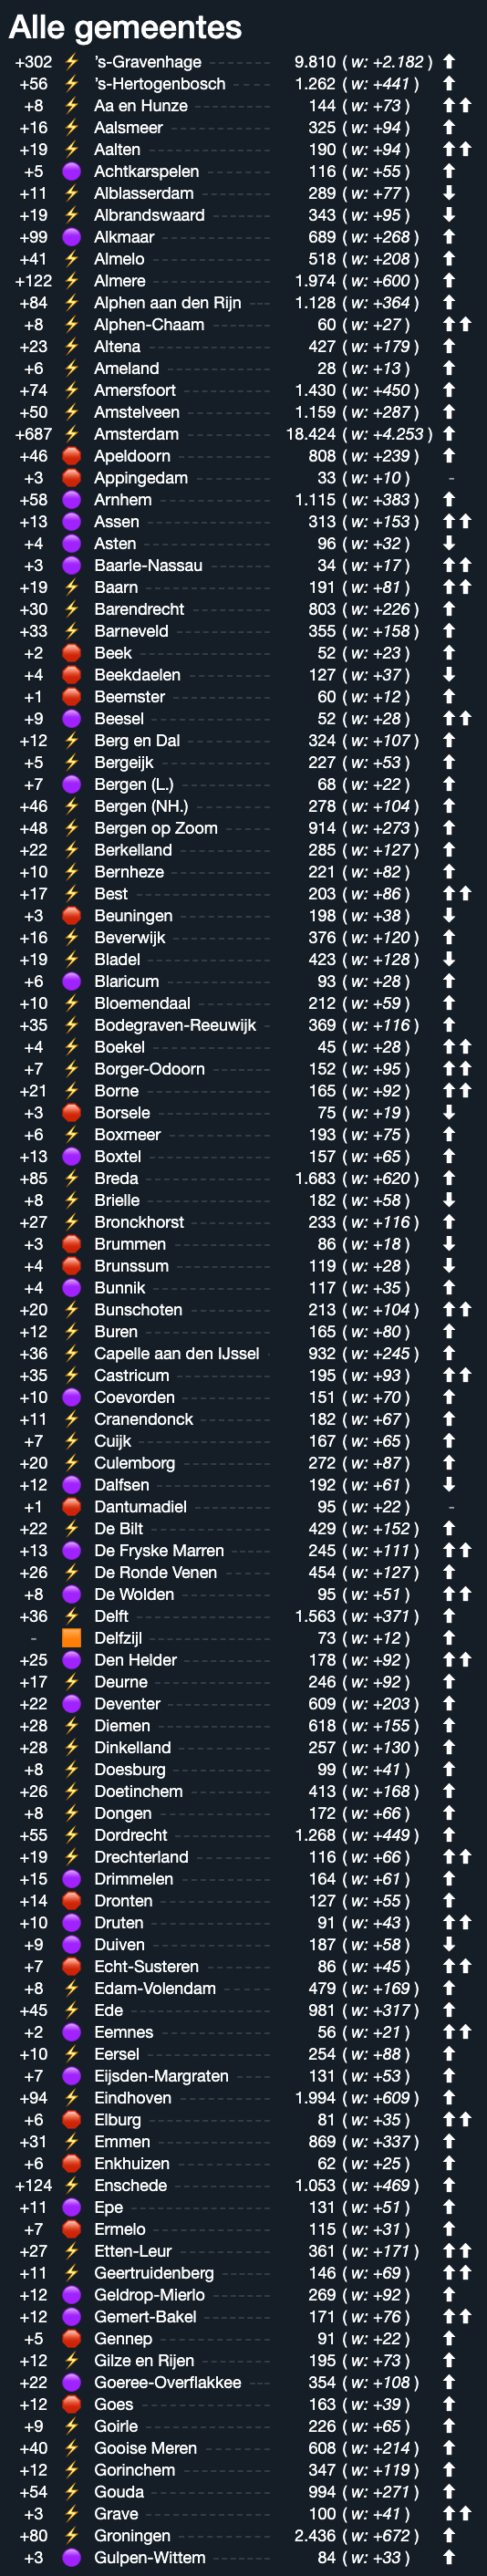 Alle gemeentes
+302 ⚡ 's-Gravenhage 9.810 ( w: +2.182 ) ⬆
+56 ⚡ 's-Hertogenbosch 1.262 ( w: +441 ) ⬆
+8 ⚡ Aa en Hunze 144 ( w: +73 ) ⬆⬆
+16 ⚡ Aalsmeer 325 ( w: +94 ) ⬆
+19 ⚡ Aalten 190 ( w: +94 ) ⬆⬆
+5 🟣 Achtkarspelen 116 ( w: +55 ) ⬆
+11 ⚡ Alblasserdam 289 ( w: +77 ) ⬇
+19 ⚡ Albrandswaard 343 ( w: +95 ) ⬇
+99 🟣 Alkmaar 689 ( w: +268 ) ⬆
+41 ⚡ Almelo 518 ( w: +208 ) ⬆
+122 ⚡ Almere 1.974 ( w: +600 ) ⬆
+84 ⚡ Alphen aan den Rijn 1.128 ( w: +364 ) ⬆
+8 ⚡ Alphen-Chaam 60 ( w: +27 ) ⬆⬆
+23 ⚡ Altena 427 ( w: +179 ) ⬆
+6 ⚡ Ameland 28 ( w: +13 ) ⬆
+74 ⚡ Amersfoort 1.430 ( w: +450 ) ⬆
+50 ⚡ Amstelveen 1.159 ( w: +287 ) ⬆
+687 ⚡ Amsterdam 18.424 ( w: +4.253 ) ⬆
+46 🛑 Apeldoorn 808 ( w: +239 ) ⬆
+3 🛑 Appingedam 33 ( w: +10 ) -
+58 🟣 Arnhem 1.115 ( w: +383 ) ⬆
+13 🟣 Assen 313 ( w: +153 ) ⬆⬆
+4 🟣 Asten 96 ( w: +32 ) ⬇
+3 🟣 Baarle-Nassau 34 ( w: +17 ) ⬆⬆
+19 ⚡ Baarn 191 ( w: +81 ) ⬆⬆
+30 ⚡ Barendrecht 803 ( w: +226 ) ⬆
+33 ⚡ Barneveld 355 ( w: +158 ) ⬆
+2 🛑 Beek 52 ( w: +23 ) ⬆
+4 🛑 Beekdaelen 127 ( w: +37 ) ⬇
+1 🛑 Beemster 60 ( w: +12 ) ⬆
+9 🟣 Beesel 52 ( w: +28 ) ⬆⬆
+12 ⚡ Berg en Dal 324 ( w: +107 ) ⬆
+5 ⚡ Bergeijk 227 ( w: +53 ) ⬆
+7 🟣 Bergen (L.) 68 ( w: +22 ) ⬆
+46 ⚡ Bergen (NH.) 278 ( w: +104 ) ⬆
+48 ⚡ Bergen op Zoom 914 ( w: +273 ) ⬆
+22 ⚡ Berkelland 285 ( w: +127 ) ⬆
+10 ⚡ Bernheze 221 ( w: +82 ) ⬆
+17 ⚡ Best 203 ( w: +86 ) ⬆⬆
+3 🛑 Beuningen 198 ( w: +38 ) ⬇
+16 ⚡ Beverwijk 376 ( w: +120 ) ⬆
+19 ⚡ Bladel 423 ( w: +128 ) ⬇
+6 🟣 Blaricum 93 ( w: +28 ) ⬆
+10 ⚡ Bloemendaal 212 ( w: +59 ) ⬆
+35 ⚡ Bodegraven-Reeuwijk 369 ( w: +116 ) ⬆
+4 ⚡ Boekel 45 ( w: +28 ) ⬆⬆
+7 ⚡ Borger-Odoorn 152 ( w: +95 ) ⬆⬆
+21 ⚡ Borne 165 ( w: +92 ) ⬆⬆
+3 🛑 Borsele 75 ( w: +19 ) ⬇
+6 ⚡ Boxmeer 193 ( w: +75 ) ⬆
+13 🟣 Boxtel 157 ( w: +65 ) ⬆
+85 ⚡ Breda 1.683 ( w: +620 ) ⬆
+8 ⚡ Brielle 182 ( w: +58 ) ⬇
+27 ⚡ Bronckhorst 233 ( w: +116 ) ⬆
+3 🛑 Brummen 86 ( w: +18 ) ⬇
+4 🛑 Brunssum 119 ( w: +28 ) ⬇
+4 🟣 Bunnik 117 ( w: +35 ) ⬆
+20 ⚡ Bunschoten 213 ( w: +104 ) ⬆⬆
+12 ⚡ Buren 165 ( w: +80 ) ⬆
+36 ⚡ Capelle aan den IJssel 932 ( w: +245 ) ⬆
+35 ⚡ Castricum 195 ( w: +93 ) ⬆⬆
+10 🟣 Coevorden 151 ( w: +70 ) ⬆
+11 ⚡ Cranendonck 182 ( w: +67 ) ⬆
+7 ⚡ Cuijk 167 ( w: +65 ) ⬆
+20 ⚡ Culemborg 272 ( w: +87 ) ⬆
+12 🟣 Dalfsen 192 ( w: +61 ) ⬇
+1 🛑 Dantumadiel 95 ( w: +22 ) -
+22 ⚡ De Bilt 429 ( w: +152 ) ⬆
+13 🟣 De Fryske Marren 245 ( w: +111 ) ⬆⬆
+26 ⚡ De Ronde Venen 454 ( w: +127 ) ⬆
+8 🟣 De Wolden 95 ( w: +51 ) ⬆⬆
+36 ⚡ Delft 1.563 ( w: +371 ) ⬆
- 🟧 Delfzijl 73 ( w: +12 ) ⬆
+25 🟣 Den Helder 178 ( w: +92 ) ⬆⬆
+17 ⚡ Deurne 246 ( w: +92 ) ⬆
+22 🟣 Deventer 609 ( w: +203 ) ⬆
+28 ⚡ Diemen 618 ( w: +155 ) ⬆
+28 ⚡ Dinkelland 257 ( w: +130 ) ⬆
+8 ⚡ Doesburg 99 ( w: +41 ) ⬆
+26 ⚡ Doetinchem 413 ( w: +168 ) ⬆
+8 ⚡ Dongen 172 ( w: +66 ) ⬆
+55 ⚡ Dordrecht 1.268 ( w: +449 ) ⬆
+19 ⚡ Drechterland 116 ( w: +66 ) ⬆⬆
+15 🟣 Drimmelen 164 ( w: +61 ) ⬆
+14 🛑 Dronten 127 ( w: +55 ) ⬆
+10 🟣 Druten 91 ( w: +43 ) ⬆⬆
+9 🟣 Duiven 187 ( w: +58 ) ⬇
+7 🛑 Echt-Susteren 86 ( w: +45 ) ⬆⬆
+8 ⚡ Edam-Volendam 479 ( w: +169 ) ⬆
+45 ⚡ Ede 981 ( w: +317 ) ⬆
+2 🟣 Eemnes 56 ( w: +21 ) ⬆⬆
+10 ⚡ Eersel 254 ( w: +88 ) ⬆
+7 🟣 Eijsden-Margraten 131 ( w: +53 ) ⬆
+94 ⚡ Eindhoven 1.994 ( w: +609 ) ⬆
+6 🛑 Elburg 81 ( w: +35 ) ⬆⬆
+31 ⚡ Emmen 869 ( w: +337 ) ⬆
+6 🛑 Enkhuizen 62 ( w: +25 ) ⬆
+124 ⚡ Enschede 1.053 ( w: +469 ) ⬆
+11 🟣 Epe 131 ( w: +51 ) ⬆
+7 🛑 Ermelo 115 ( w: +31 ) ⬆
+27 ⚡ Etten-Leur 361 ( w: +171 ) ⬆⬆
+11 ⚡ Geertruidenberg 146 ( w: +69 ) ⬆⬆
+12 🟣 Geldrop-Mierlo 269 ( w: +92 ) ⬆
+12 🟣 Gemert-Bakel 171 ( w: +76 ) ⬆⬆
+5 🛑 Gennep 91 ( w: +22 ) ⬆
+12 ⚡ Gilze en Rijen 195 ( w: +73 ) ⬆
+22 🟣 Goeree-Overflakkee 354 ( w: +108 ) ⬆
+12 🛑 Goes 163 ( w: +39 ) ⬆
+9 ⚡ Goirle 226 ( w: +65 ) ⬆
+40 ⚡ Gooise Meren 608 ( w: +214 ) ⬆
+12 ⚡ Gorinchem 347 ( w: +119 ) ⬆
+54 ⚡ Gouda 994 ( w: +271 ) ⬆
+3 ⚡ Grave 100 ( w: +41 ) ⬆⬆
+80 ⚡ Groningen 2.436 ( w: +672 ) ⬆
+3 🟣 Gulpen-Wittem 84 ( w: +33 ) ⬆